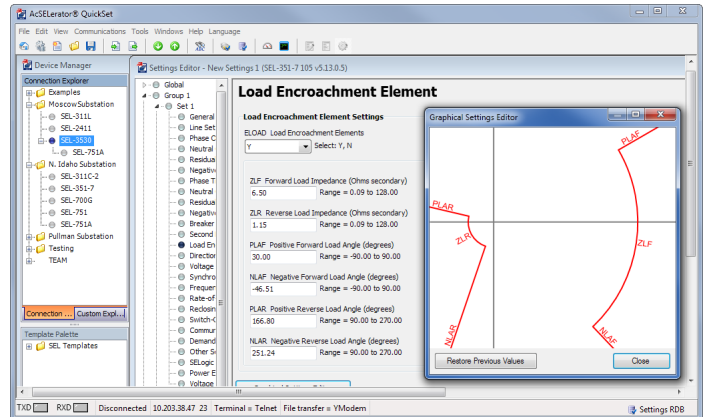 AcSELerator® QuickSet
File Edit View Communications Tools Windows Help Language
Device Manager
Connection Explorer
Examples
MoscowSubstation
SEL-311L
SEL-2411
SEL-3530
SEL-751A
N. Idaho Substation
SEL-311C-2
SEL-351-7
SEL-700G
SEL-751
SEL-751A
Pullman Substation
Testing
TEAM
Connection ... Custom Expl...
Template Palette
SEL Templates
Settings Editor - New Settings 1 (SEL-351-7 105 v5.13.0.5)
Global
Group 1
Set 1
General
Line Set
Phase C
Neutral
Residua
Negativ
Phase T
Neutral
Residua
Negativ
Breaker
Second
Load En
Direction
Voltage
Synchro
Frequer
Rate-of
Reclosin
Switch-C
Commur
Demand
Other S
SELogic
Power E
Voltage
Load Encroachment Element
Load Encroachment Element Settings
ELOAD Load Encroachment Elements
Y Select: Y, N
ZLF Forward Load Impedance (Ohms secondary)
6.50 Range = 0.09 to 128.00
ZLR Reverse Load Impedance (Ohms secondary)
1.15 Range = 0.09 to 128.00
PLAF Positive Forward Load Angle (degrees)
30.00 Range = -90.00 to 90.00
NLAF Negative Forward Load Angle (degrees)
-46.51 Range = -90.00 to 90.00
PLAR Positive Reverse Load Angle (degrees)
166.80 Range = 90.00 to 270.00
NLAR Negative Reverse Load Angle (degrees)
251.24 Range = 90.00 to 270.00
Graphical Settings Editor
PLAF
PLAR
ZLR
ZLF
NLAR
NLAF
Restore Previous Values Close
TXD RXD Disconnected 10.203.38.47 23 Terminal = Telnet File transfer = YModem Settings RDB